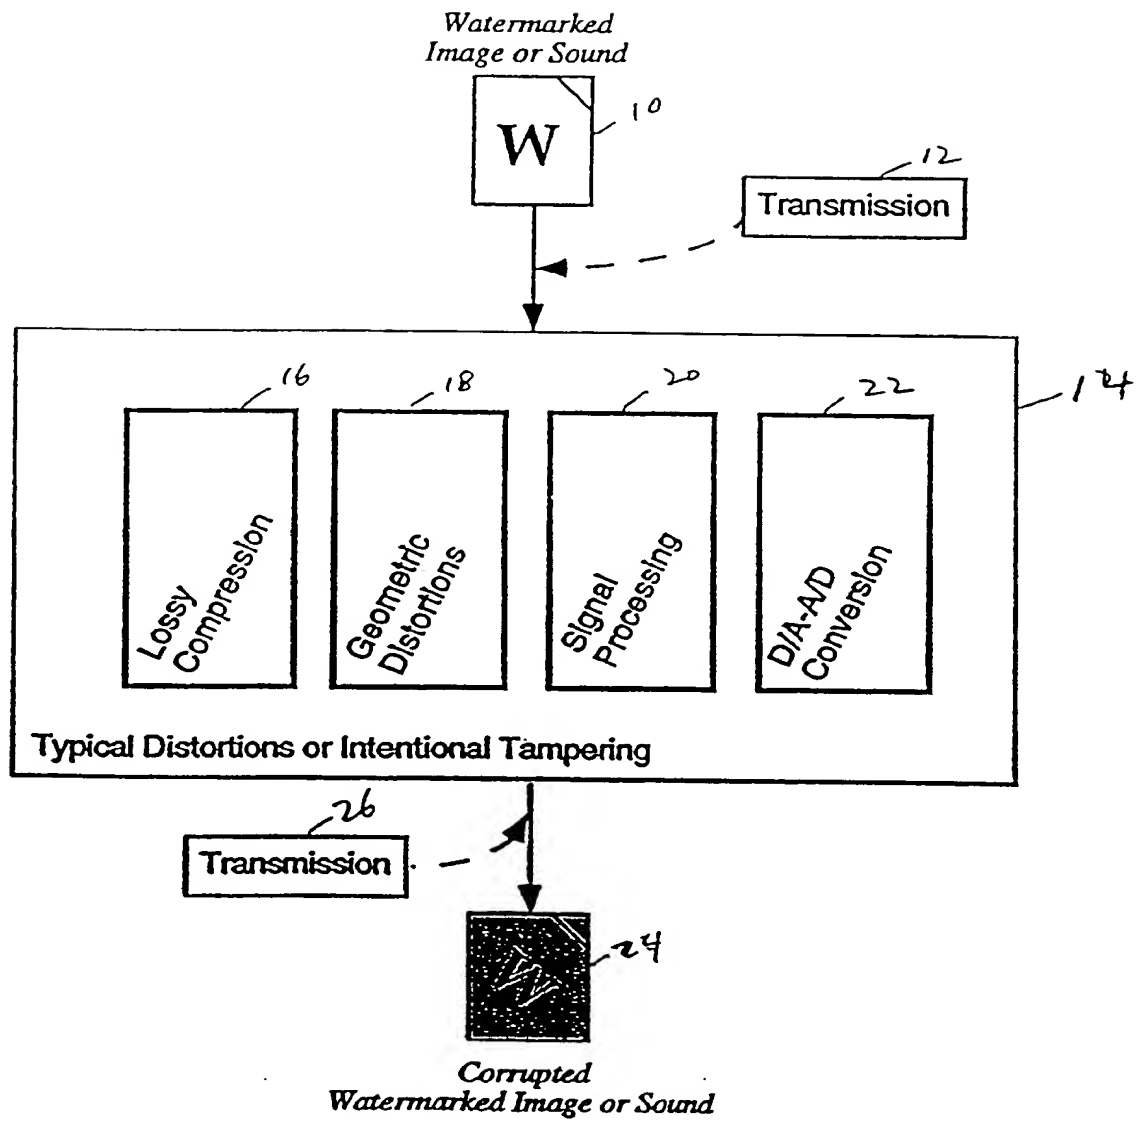 Watermarked
Image or Sound
10
W
12
Transmission
14
16
18
20
22
Lossy
Compression
Geometric
Distortions
Signal
Processing
D/A-A/D
Conversion
Typical Distortions or Intentional Tampering
26
Transmission
24
W
Corrupted
Watermarked Image or Sound